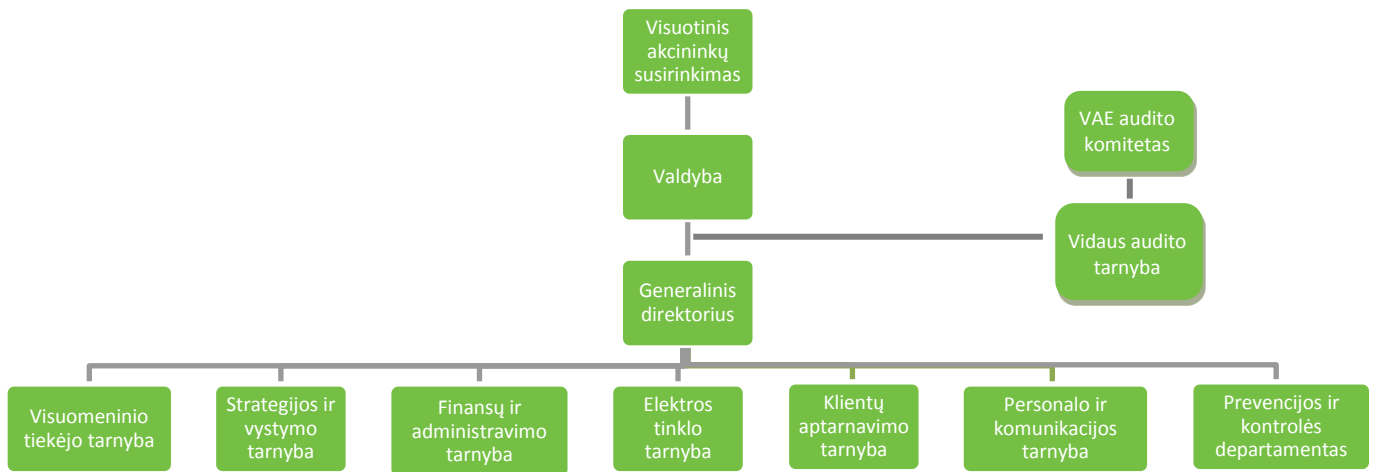 Visuotinis
akcininkų
susirinkimas
VAE audito
komitetas
Valdyba
Vidaus audito
tarnyba
Generalinis
direktorius
Visuomeninio
tiekėjo tarnyba
Strategijos ir
vystymo
tarnyba
Finansų ir
administravimo
tarnyba
Elektros
tinklo
tarnyba
Klientų
aptarnavimo
tarnyba
Personalo ir
komunikacijos
tarnyba
Prevencijos ir
kontrolės
departamentas